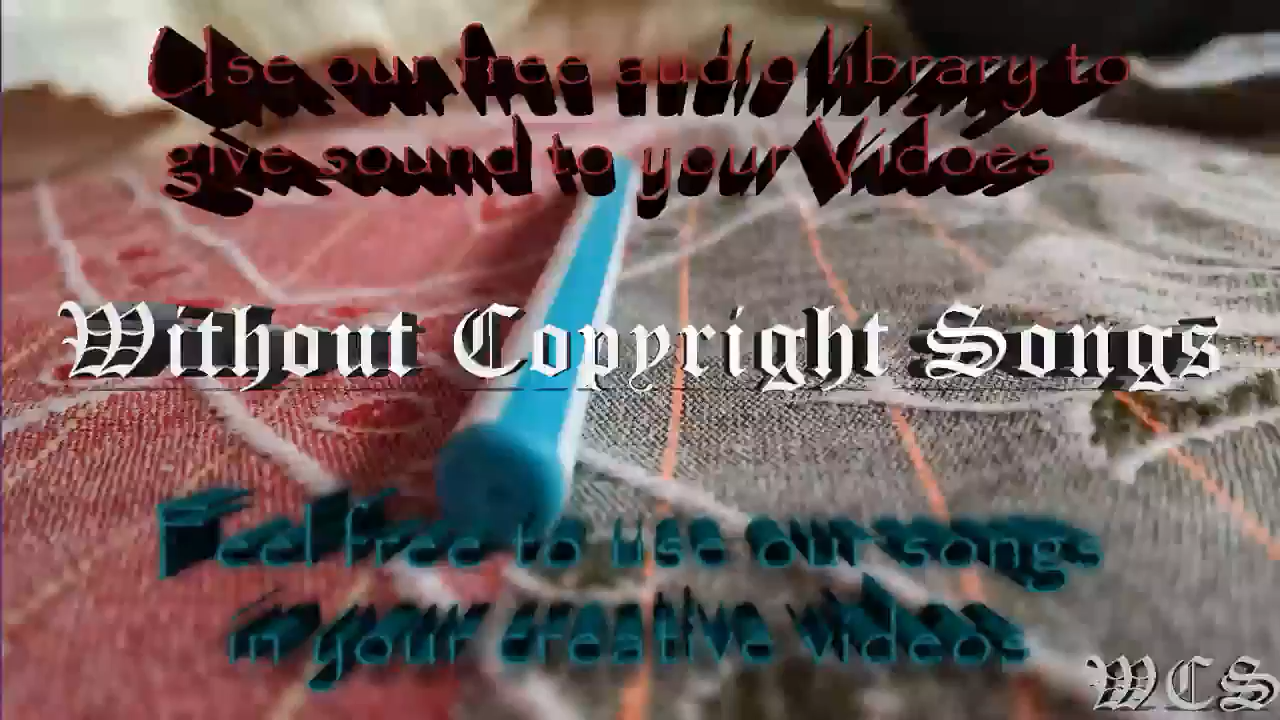 Use our free audio library to
give sound to your Vidoes
Without Copyright Songs
Feel free to use our songs
in your creative videos
WCS